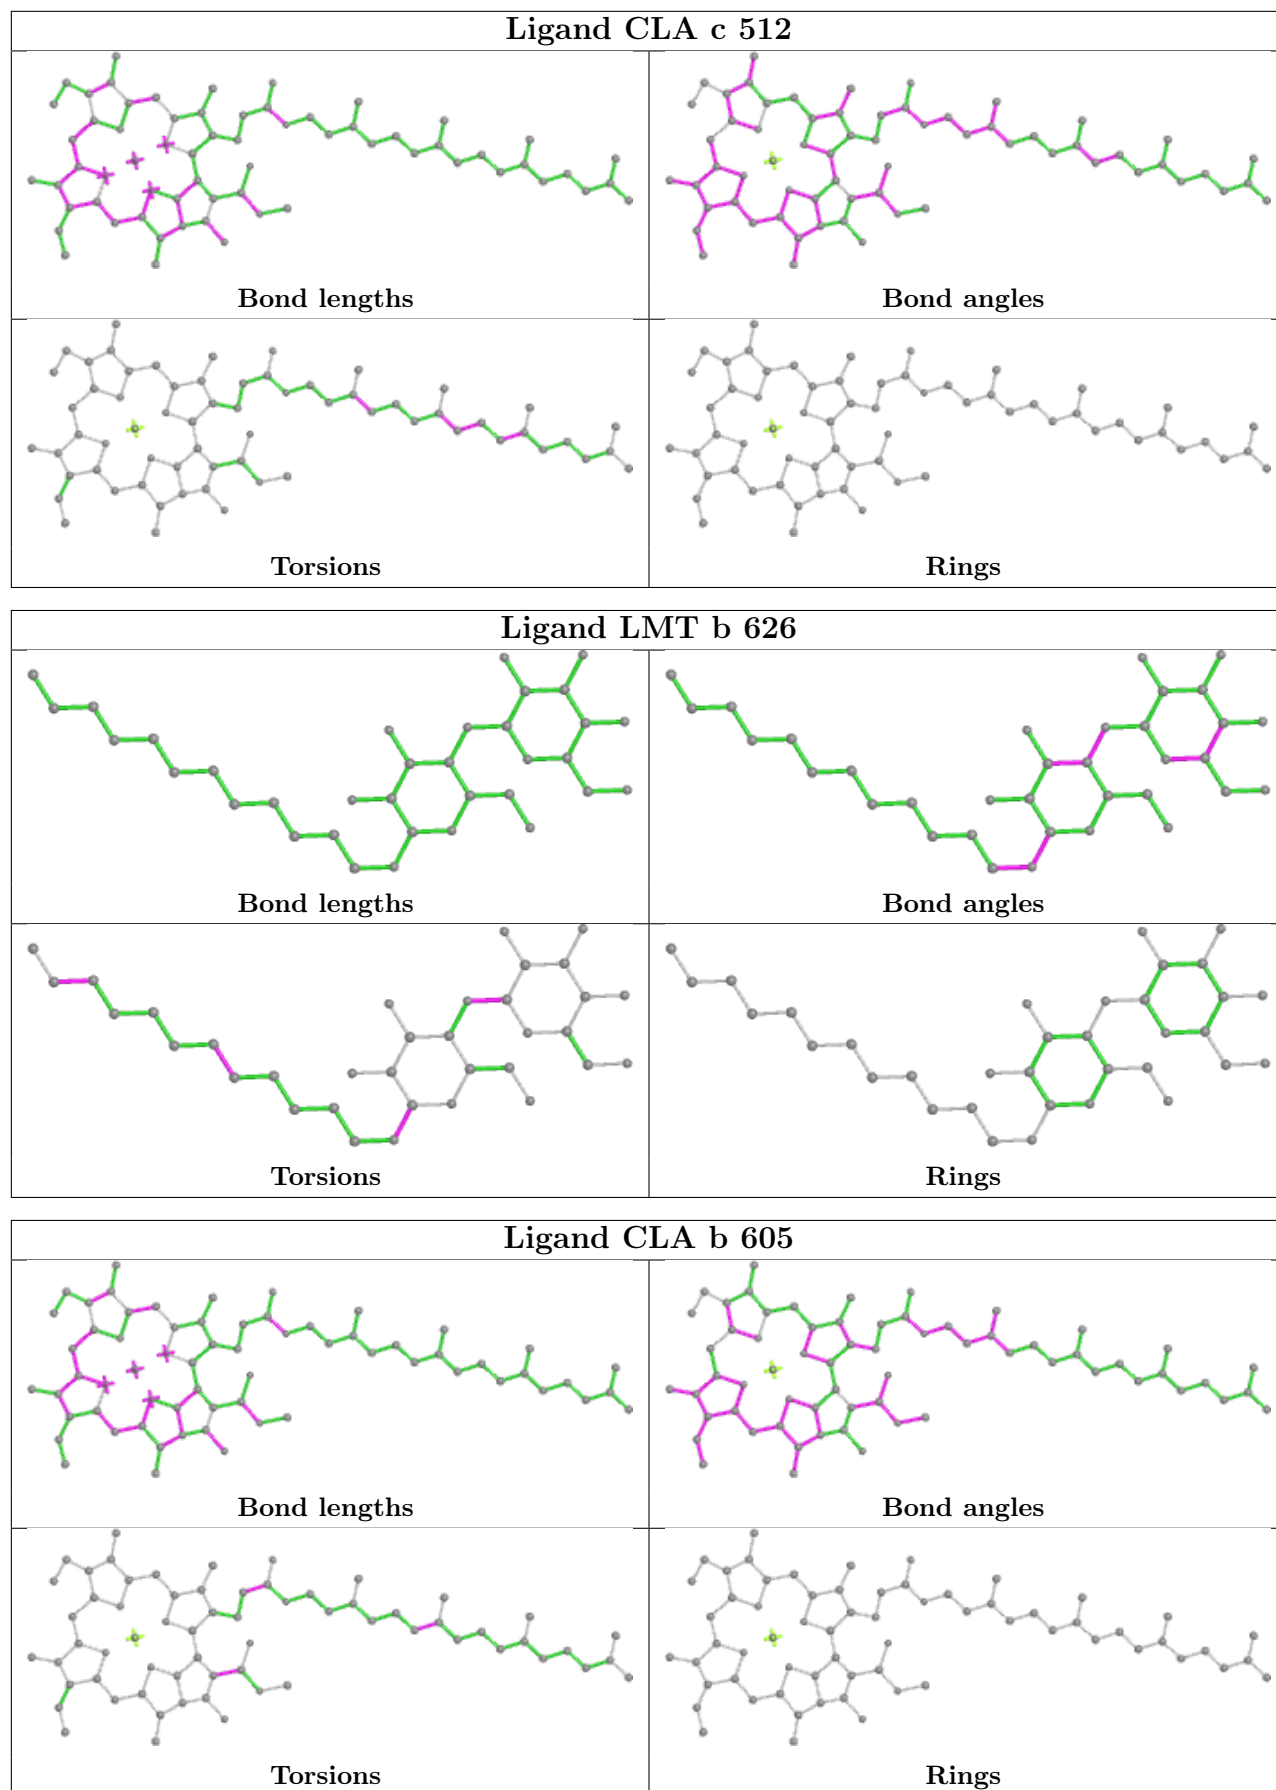 Ligand CLA c 512
Bond lengths
Bond angles
Torsions
Rings
Ligand LMT b 626
Bond lengths
Bond angles
Torsions
Rings
Ligand CLA b 605
Bond lengths
Bond angles
Torsions
Rings